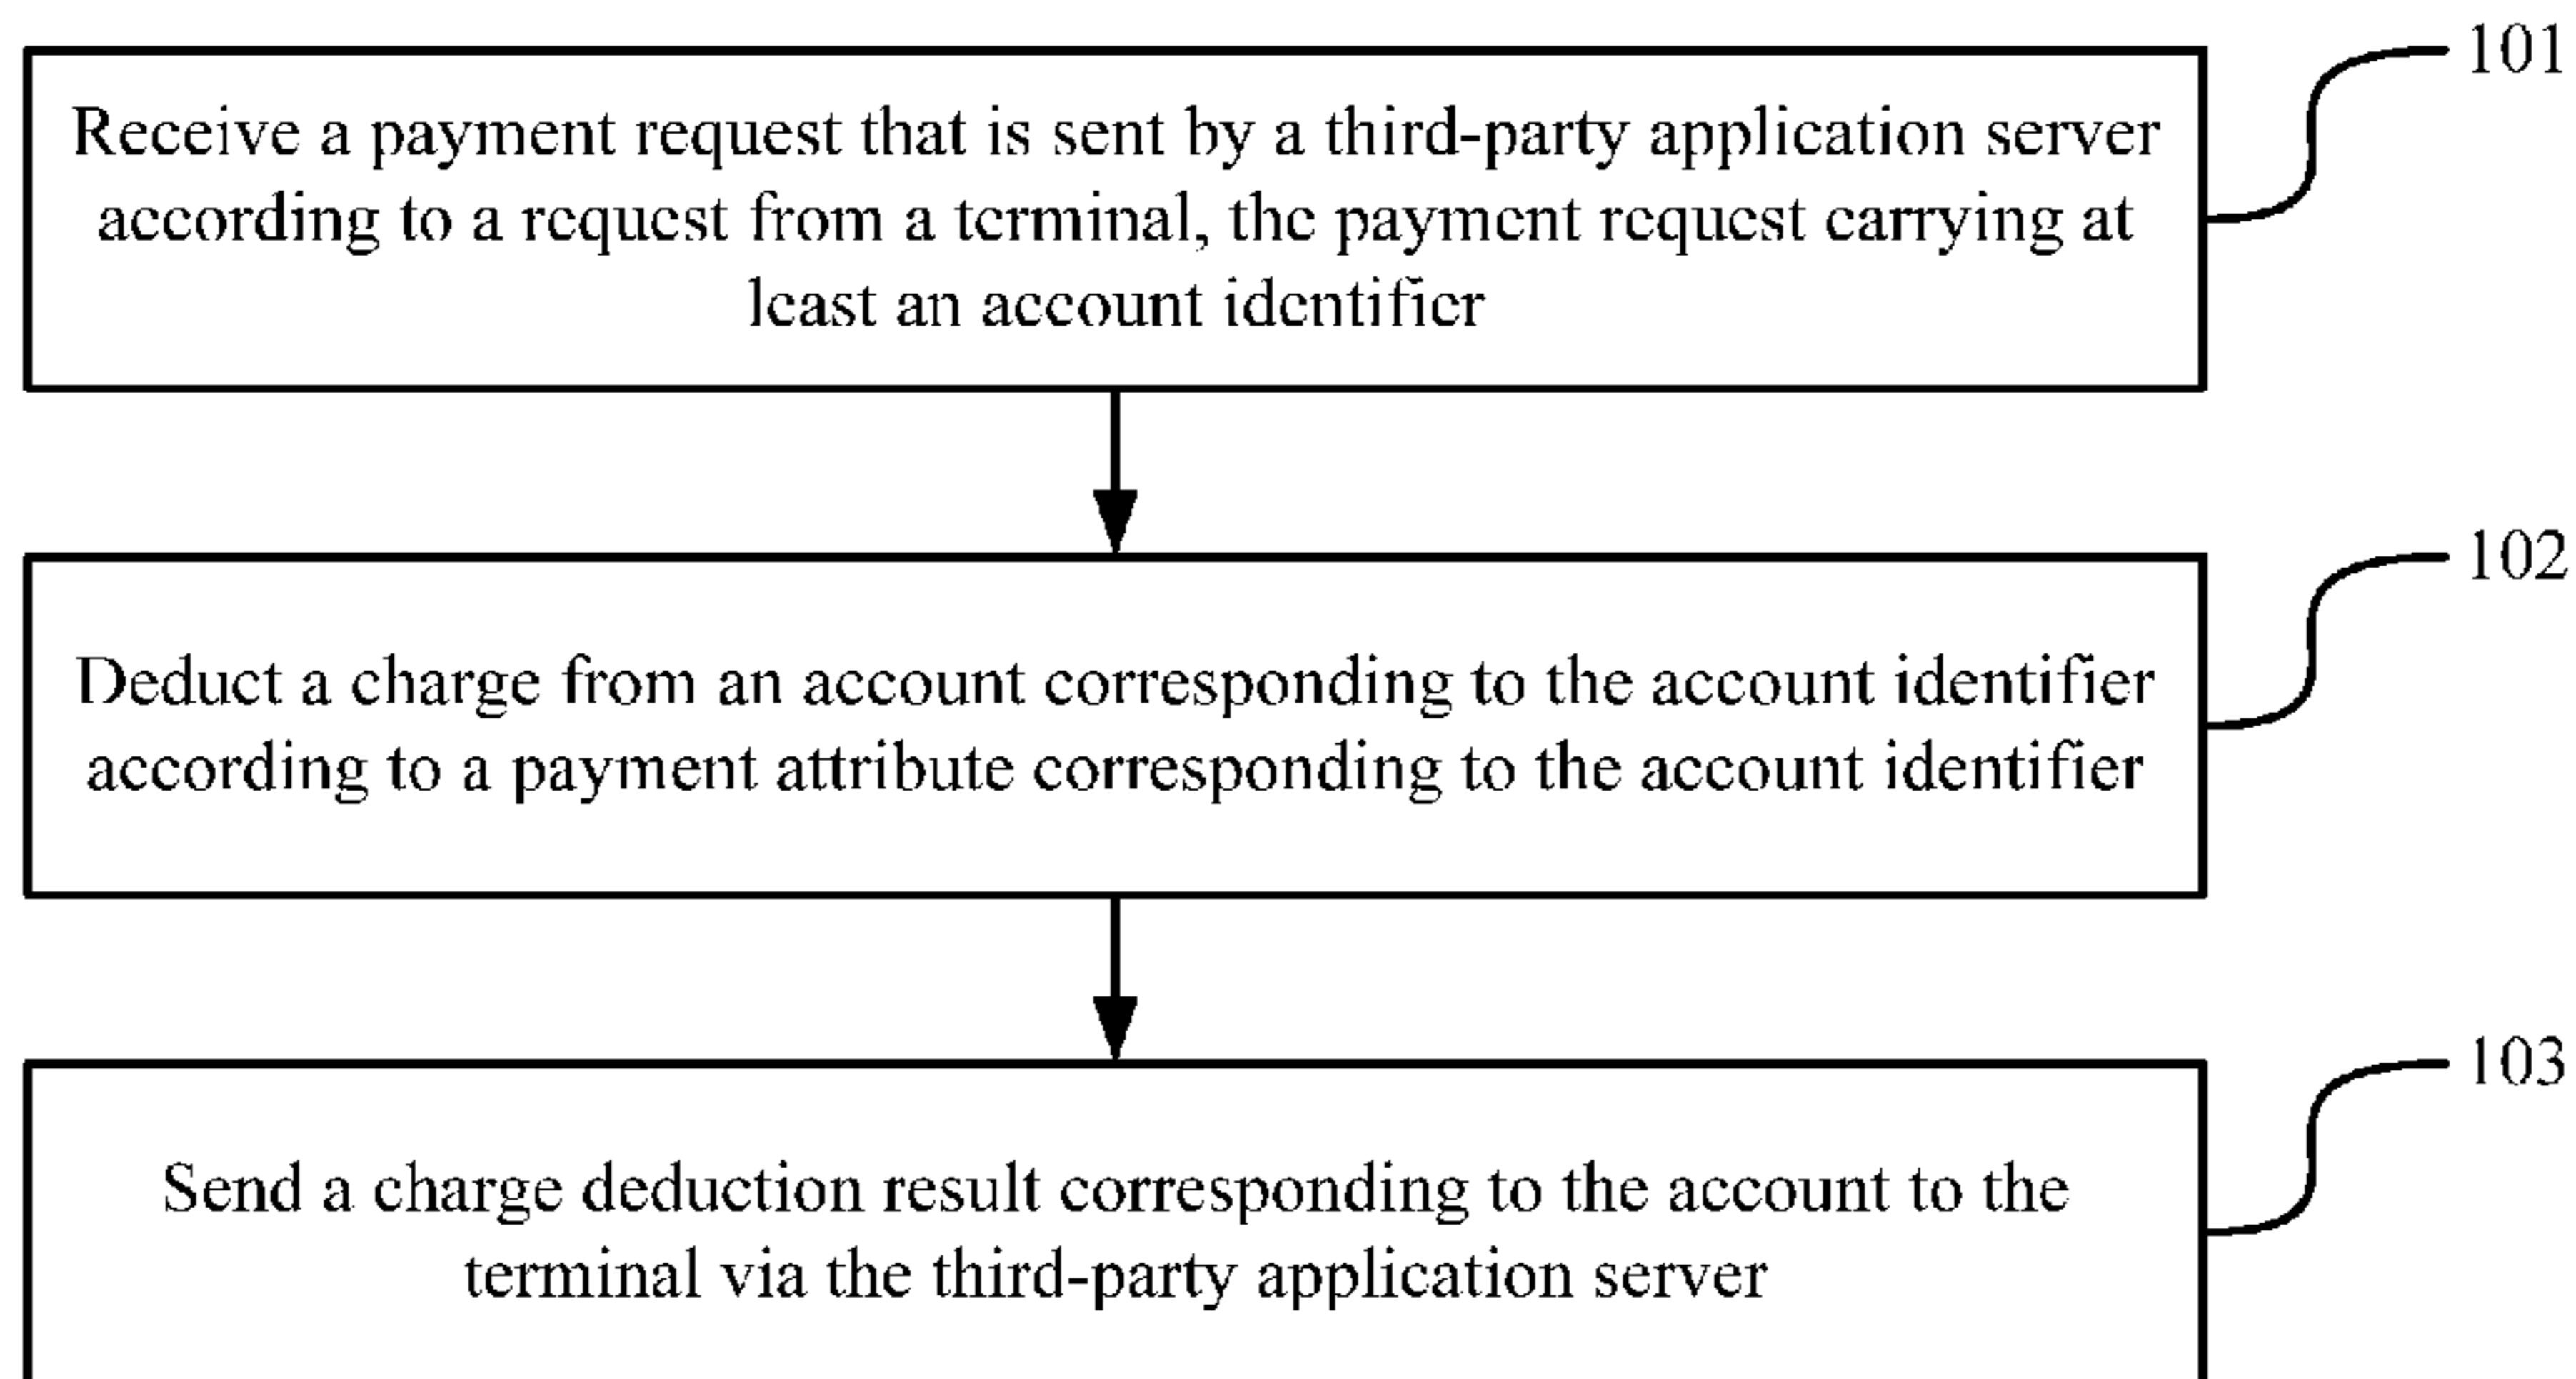 101
Receive a payment request that is sent by a third-party application server
according to a request from a terminal, the payment request carrying at
least an account identifier
102
Deduct a charge from an account corresponding to the account identifier
according to a payment attribute corresponding to the account identifier
103
Send a charge deduction result corresponding to the account to the
terminal via the third-party application server